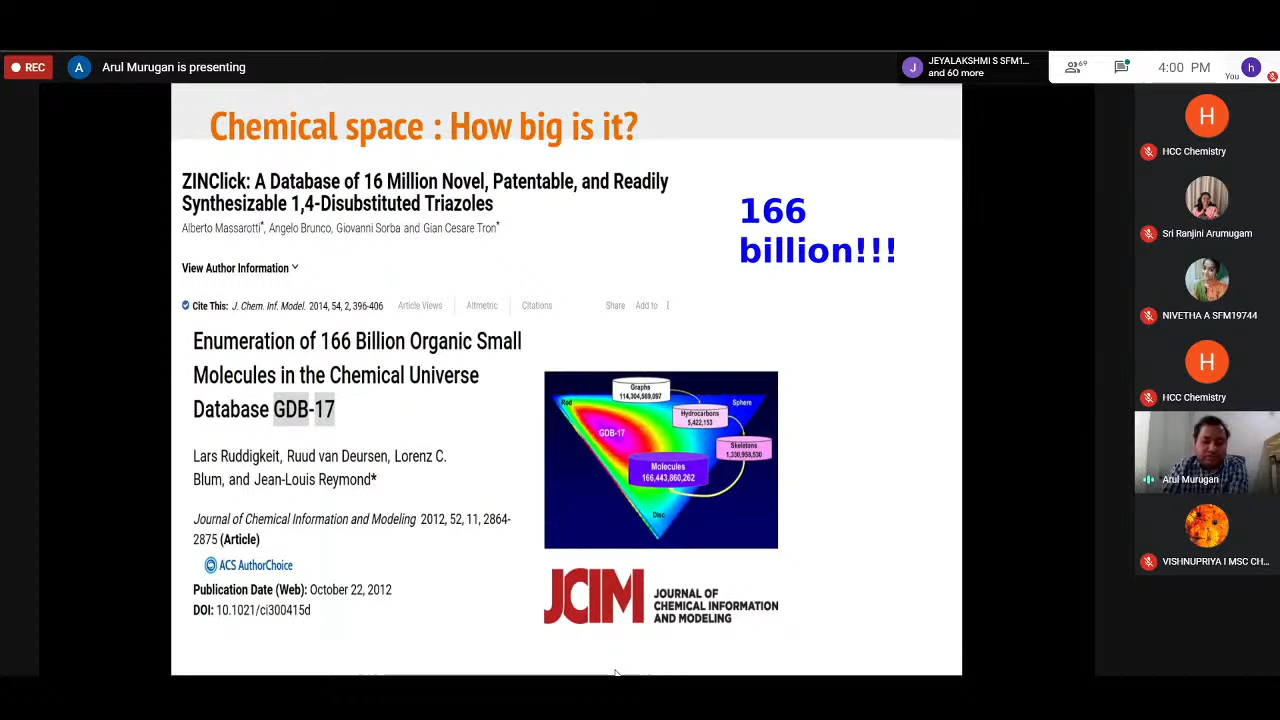 REC
A
Arul Murugan is presenting
J
JEYALAKSHMI S SFM1...
and 60 more
69
4:00 PM
You
h
Chemical space : How big is it?
ZINClick: A Database of 16 Million Novel, Patentable, and Readily
Synthesizable 1,4-Disubstituted Triazoles
Alberto Massarotti*, Angelo Brunco, Giovanni Sorba and Gian Cesare Tron*
View Author Information
Cite This: J. Chem. Inf. Model. 2014, 54, 2, 396-406
Article Views
Altmetric
Citations
Share
Add to
166
billion!!!
Enumeration of 166 Billion Organic Small
Molecules in the Chemical Universe
Database GDB-17
Lars Ruddigkeit, Ruud van Deursen, Lorenz C.
Blum, and Jean-Louis Reymond*
Journal of Chemical Information and Modeling 2012, 52, 11, 2864-
2875 (Article)
ACS AuthorChoice
Publication Date (Web): October 22, 2012
DOI: 10.1021/ci300415d
Graphs
114,304,569,097
Rod
Sphere
Hydrocarbons
5,422,153
GDB-17
Skeletons
1,330,958,530
Molecules
166,443,860,262
Disc
JCIM
JOURNAL OF
CHEMICAL INFORMATION
AND MODELING
H
HCC Chemistry
Sri Ranjini Arumugam
NIVETHA A SFM19744
H
HCC Chemistry
Arul Murugan
VISHNUPRIYA I MSC CH...